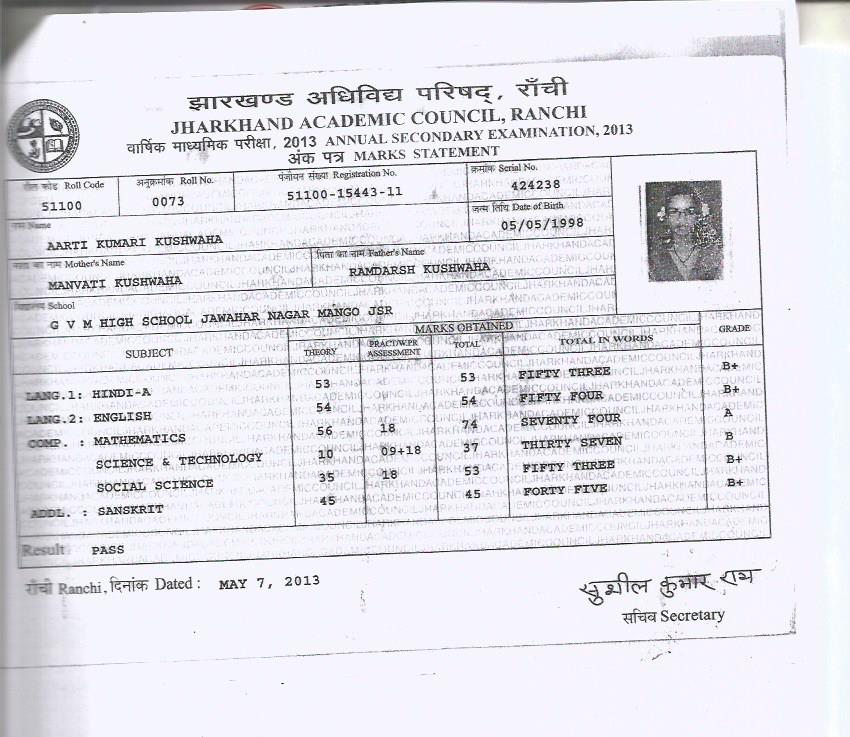 झारखण्ड अधिविद्य परिषद्, राँची
JHARKHAND ACADEMIC COUNCIL, RANCHI
वार्षिक माध्यमिक परीक्षा, 2013 ANNUAL SECONDARY EXAMINATION, 2013
अंक पत्र MARKS STATEMENT
रौल कोड Roll Code
अनुक्रमांक Roll No.
पंजीयन संख्या Registration No.
क्रमांक Serial No.
51100
0073
51100-15443-11
424238
जन्म तिथि Date of Birth
05/05/1998
नाम Name
AARTI KUMARI KUSHWAHA
माता का नाम Mother's Name
पिता का नाम Father's Name
MANVATI KUSHWAHA
RAMDARSH KUSHWAHA
विद्यालय School
G V M HIGH SCHOOL JAWAHAR NAGAR MANGO JSR
SUBJECT
MARKS OBTAINED
THEORY
PRACT/W.PR ASSESSMENT
TOTAL
TOTAL IN WORDS
GRADE
LANG.1: HINDI-A 53 53 FIFTY THREE B+
LANG.2: ENGLISH 54 54 FIFTY FOUR B+
COMP. : MATHEMATICS 56 18 74 SEVENTY FOUR A
SCIENCE & TECHNOLOGY 10 09+18 37 THIRTY SEVEN B
SOCIAL SCIENCE 35 18 53 FIFTY THREE B+
ADDL. : SANSKRIT 45 45 FORTY FIVE B+
Result PASS
राँची Ranchi, दिनांक Dated : MAY 7, 2013
सुशील कुमार राय
सचिव Secretary